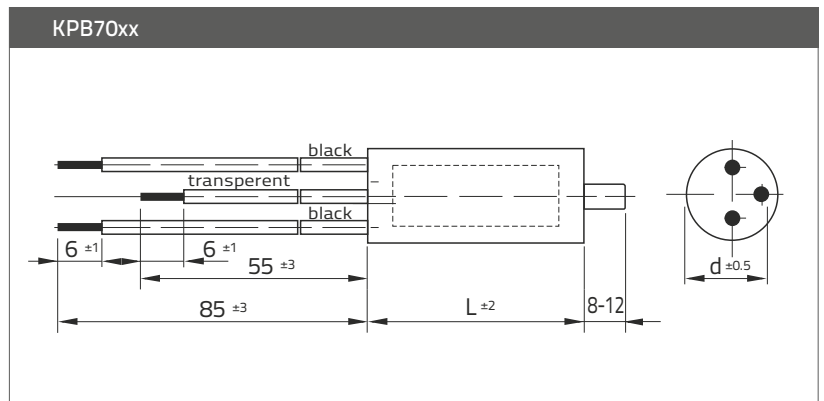 KPB70xx
black
transperent
black
6 ±1
6 ±1
55 ±3
85 ±3
L ±2
8-12
d ±0.5